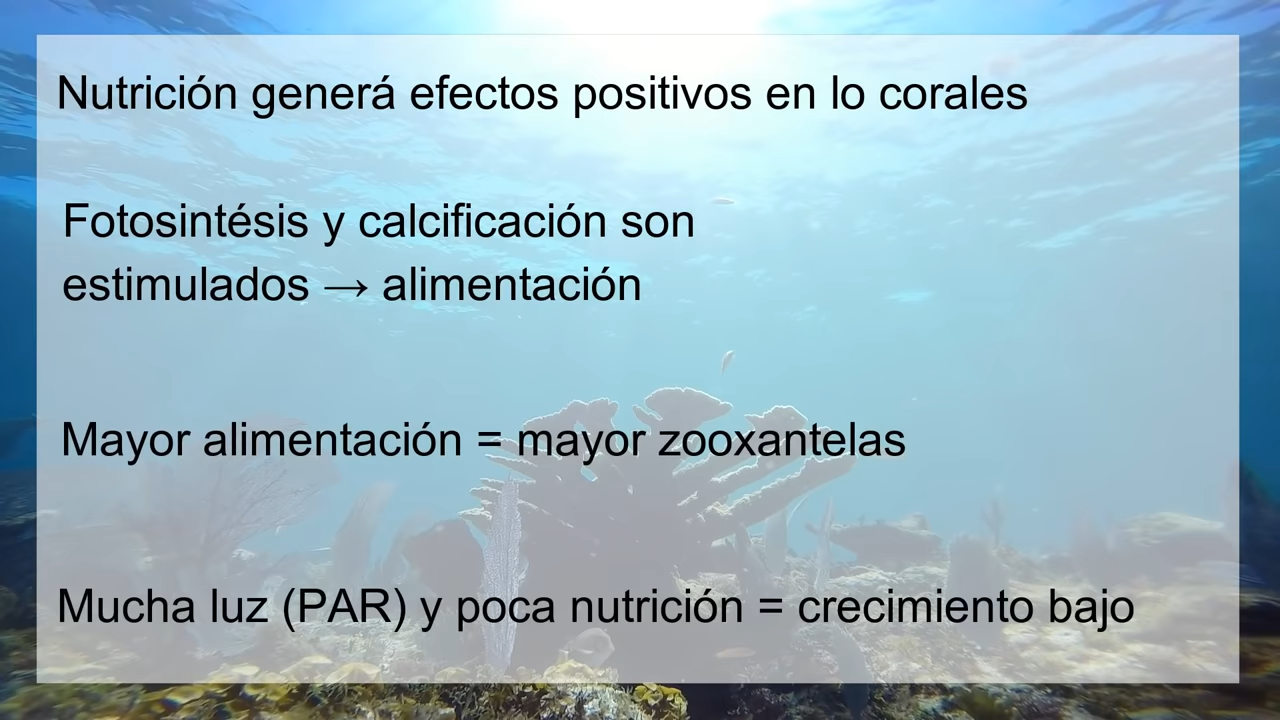 Nutrición generá efectos positivos en lo corales
Fotosintésis y calcificación son
estimulados → alimentación
Mayor alimentación = mayor zooxantelas
Mucha luz (PAR) y poca nutrición = crecimiento bajo